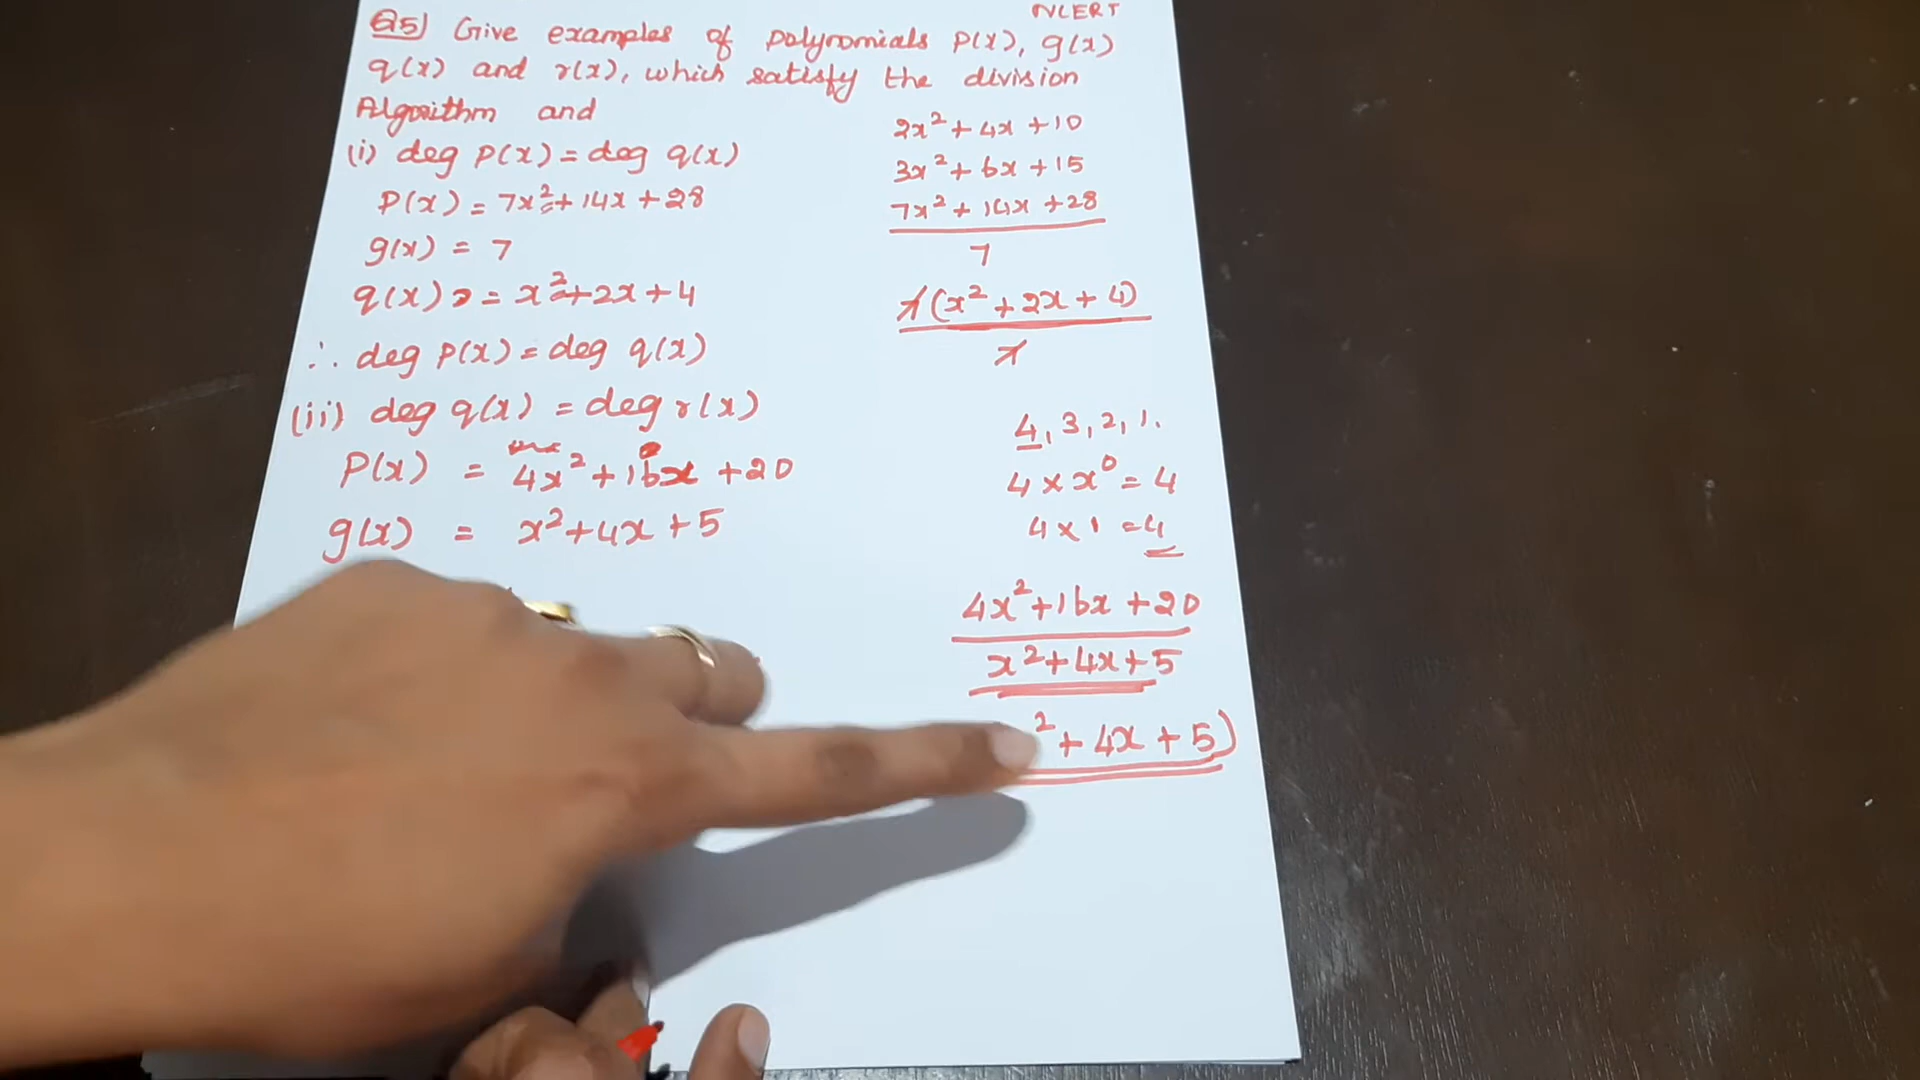 NCERT
Q5) Give examples of polynomials P(x), g(x)
q(x) and r(x), which satisfy the division
Algorithm and
(i) deg P(x) = deg q(x)
P(x) = 7x² + 14x + 28
g(x) = 7
q(x) = x² + 2x + 4
∴ deg P(x) = deg q(x)
(ii) deg q(x) = deg r(x)
P(x) = 4x² + 16x + 20
g(x) = x² + 4x + 5
2x² + 4x + 10
3x² + 6x + 15
7x² + 14x + 28
7
7(x² + 2x + 4)
7
4, 3, 2, 1.
4 × x⁰ = 4
4 × 1 = 4
4x² + 16x + 20
x² + 4x + 5
² + 4x + 5)